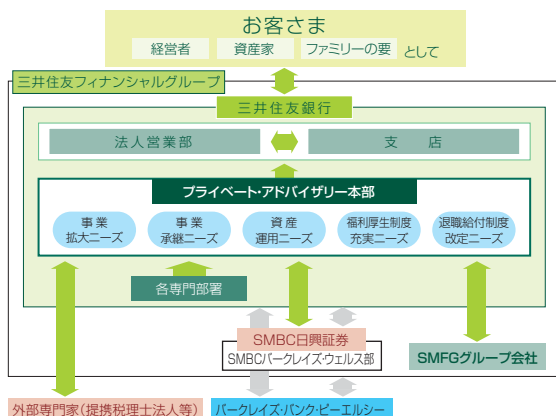 お客さま
経営者 資産家 ファミリーの要 として
三井住友フィナンシャルグループ
三井住友銀行
法人営業部 支店
プライベート・アドバイザリー本部
事業 事業 資産 福利厚生制度 退職給付制度
拡大ニーズ 承継ニーズ 運用ニーズ 充実ニーズ 改定ニーズ
各専門部署
SMBC日興証券
SMBCバークレイズ・ウェルス部
SMFGグループ会社
外部専門家(提携税理士法人等) バークレイズ・バンク・ピーエルシー